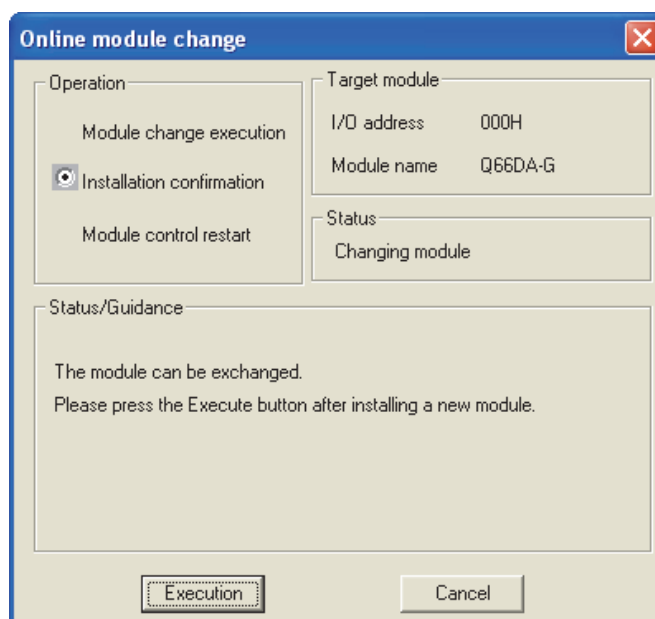 Online module change
Operation
Module change execution
Installation confirmation
Module control restart
Target module
I/O address 000H
Module name Q66DA-G
Status
Changing module
Status/Guidance
The module can be exchanged.
Please press the Execute button after installing a new module.
Execution
Cancel